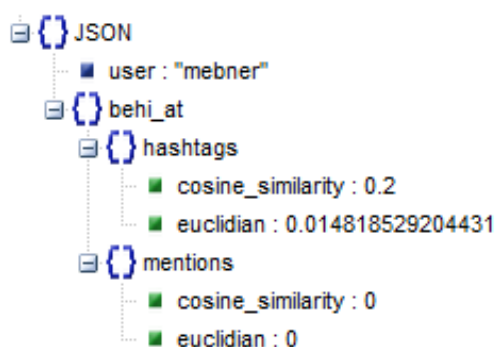 {} JSON
user : "mebner"
{} behi_at
{} hashtags
cosine_similarity : 0.2
euclidian : 0.014818529204431
{} mentions
cosine_similarity : 0
euclidian : 0